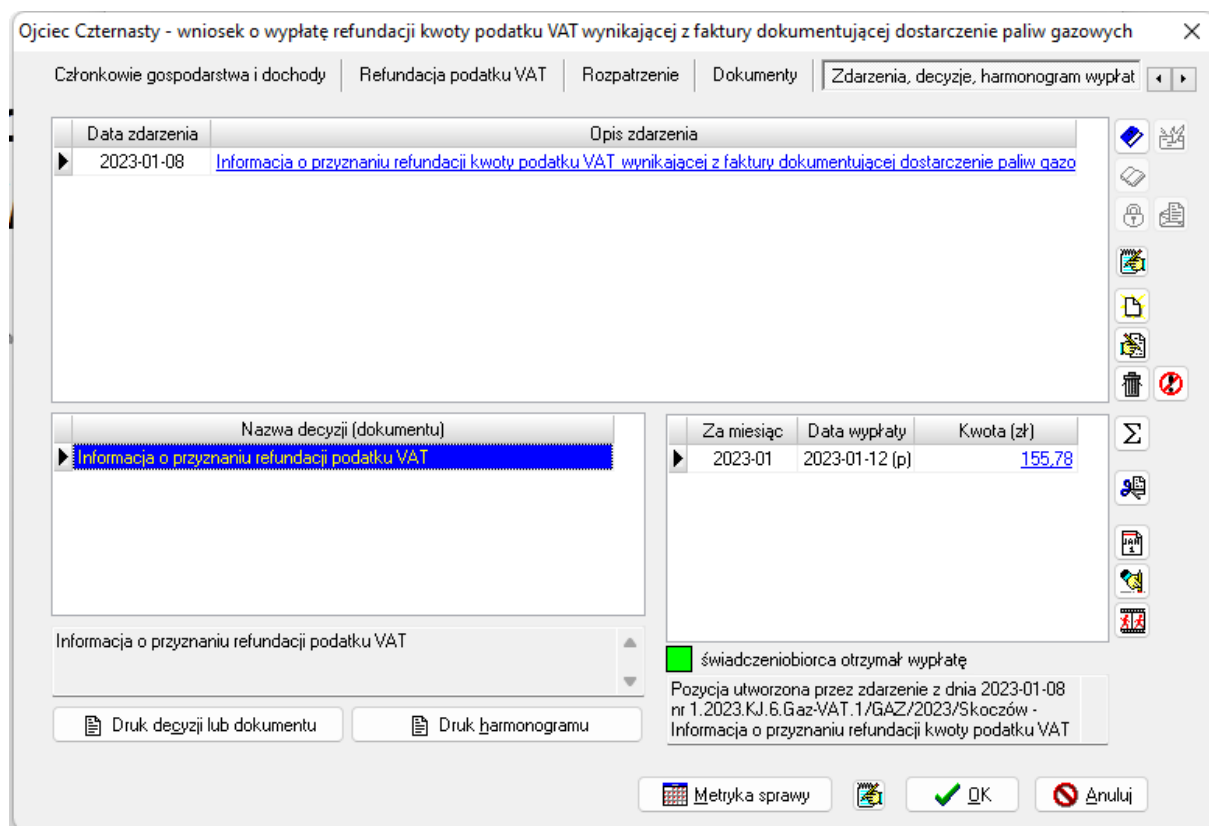 Ojciec Czternasty - wniosek o wypłatę refundacji kwoty podatku VAT wynikającej z faktury dokumentującej dostarczenie paliw gazowych
Członkowie gospodarstwa i dochody
Refundacja podatku VAT
Rozpatrzenie
Dokumenty
Zdarzenia, decyzje, harmonogram wypłat
Data zdarzenia
Opis zdarzenia
2023-01-08
Informacja o przyznaniu refundacji kwoty podatku VAT wynikającej z faktury dokumentującej dostarczenie paliw gazo
Nazwa decyzji (dokumentu)
Informacja o przyznaniu refundacji podatku VAT
Za miesiąc
Data wypłaty
Kwota (zł)
2023-01
2023-01-12 (p)
155,78
Informacja o przyznaniu refundacji podatku VAT
świadczeniobiorca otrzymał wypłatę
Pozycja utworzona przez zdarzenie z dnia 2023-01-08
nr 1.2023.KJ.6.Gaz-VAT.1/GAZ/2023/Skoczów -
Informacja o przyznaniu refundacji kwoty podatku VAT
Druk decyzji lub dokumentu
Druk harmonogramu
Metryka sprawy
OK
Anuluj